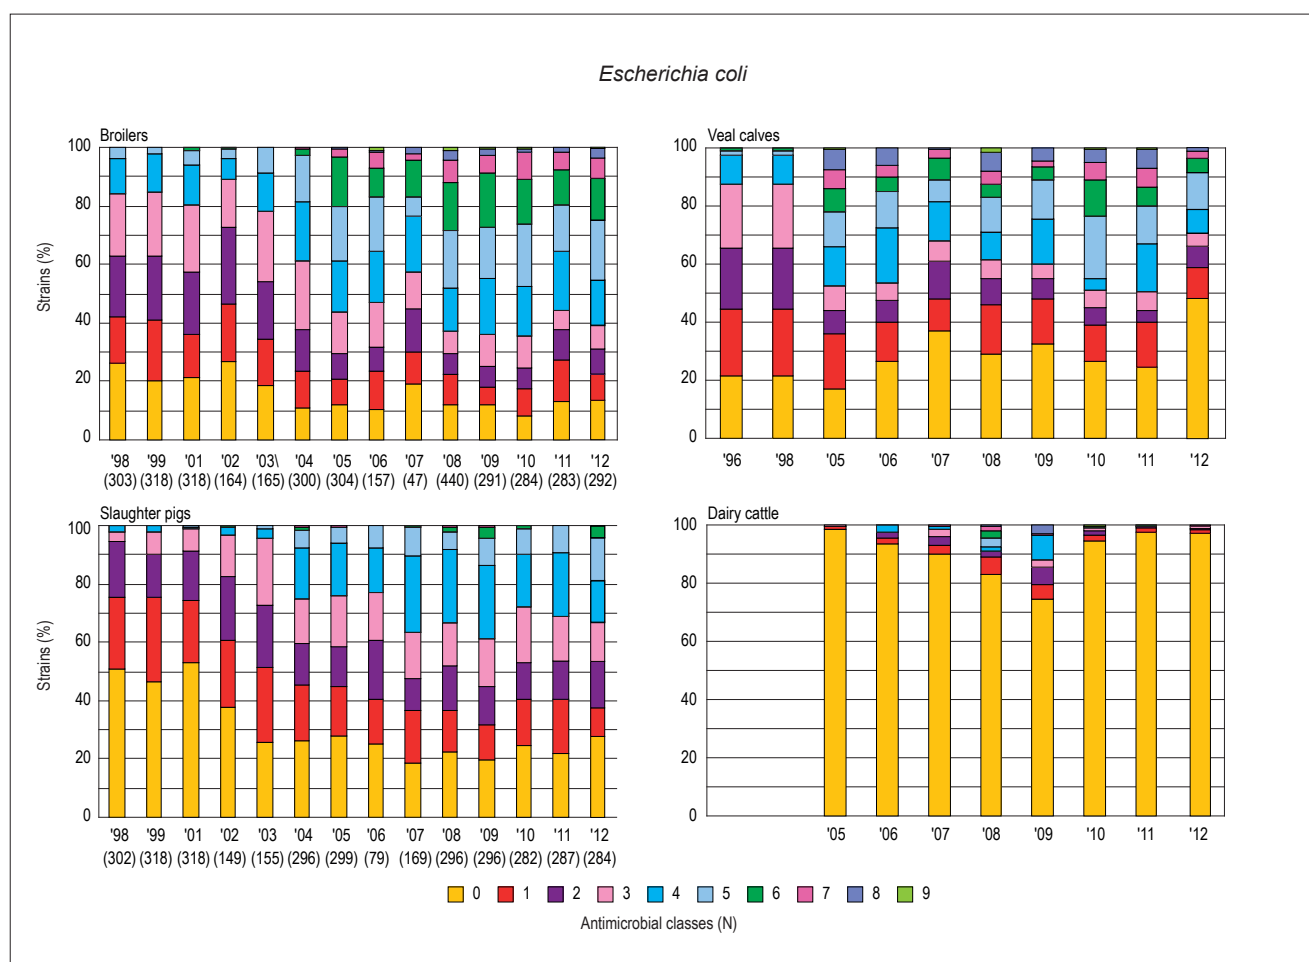 Escherichia coli
Broilers
Strains (%)
100
80
60
40
20
0
'98 '99 '01 '02 '03\ '04 '05 '06 '07 '08 '09 '10 '11 '12
(303) (318) (318) (164) (165) (300) (304) (157) (47) (440) (291) (284) (283) (292)
Veal calves
100
80
60
40
20
0
'96 '98 '05 '06 '07 '08 '09 '10 '11 '12
Slaughter pigs
Strains (%)
100
80
60
40
20
0
'98 '99 '01 '02 '03 '04 '05 '06 '07 '08 '09 '10 '11 '12
(302) (318) (318) (149) (155) (296) (299) (79) (169) (296) (296) (282) (287) (284)
Dairy cattle
100
80
60
40
20
0
'05 '06 '07 '08 '09 '10 '11 '12
0 1 2 3 4 5 6 7 8 9
Antimicrobial classes (N)